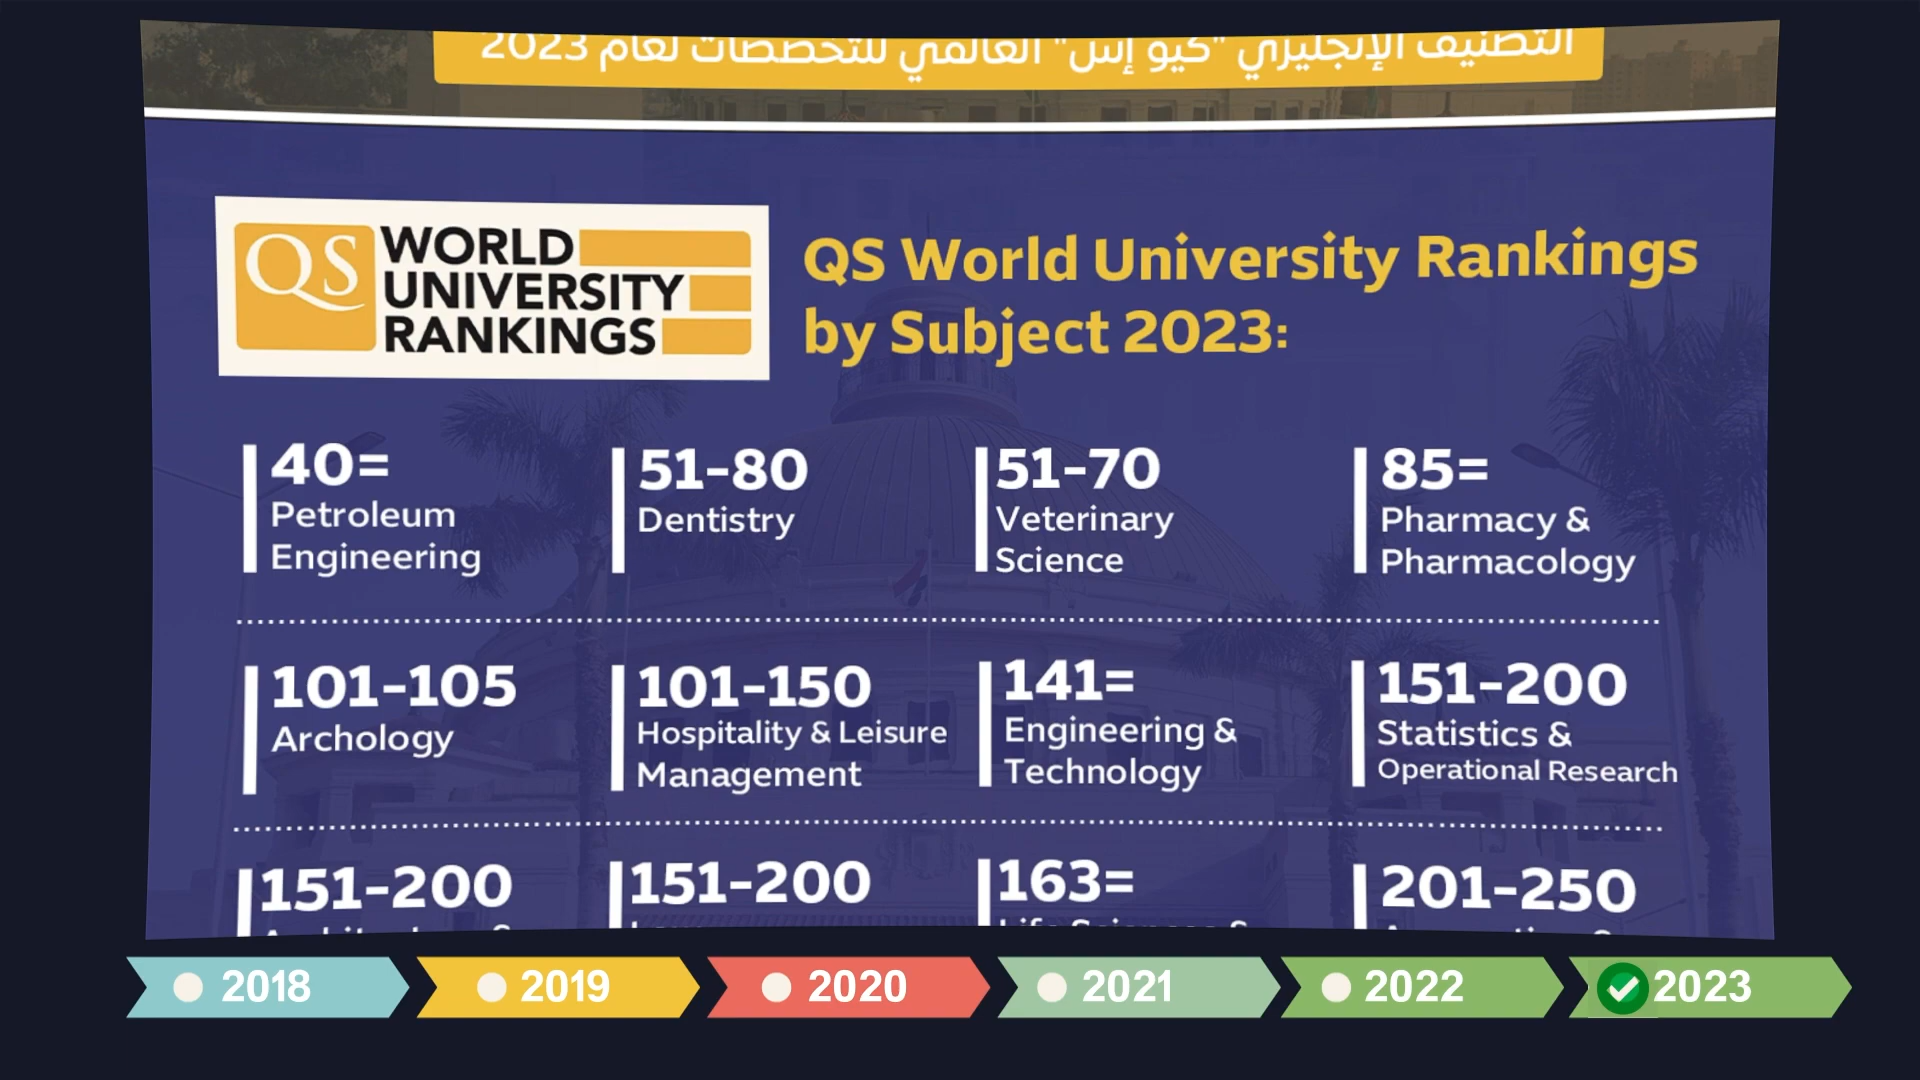 التصنيف الإنجليزي "كيو إس" العالمي للتخصصات لعام 2023
QS WORLD
UNIVERSITY
RANKINGS
QS World University Rankings
by Subject 2023:
40=
Petroleum
Engineering
51-80
Dentistry
51-70
Veterinary
Science
85=
Pharmacy &
Pharmacology
101-105
Archology
101-150
Hospitality & Leisure
Management
141=
Engineering &
Technology
151-200
Statistics &
Operational Research
151-200
151-200
163=
Life Sciences &
201-250
2018
2019
2020
2021
2022
2023